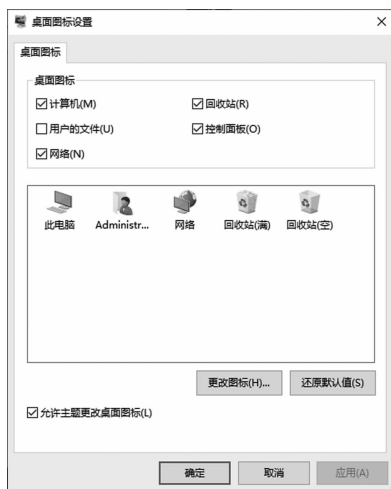 桌面图标设置
桌面图标
桌面图标
计算机(M) 回收站(R)
用户的文件(U) 控制面板(O)
网络(N)
此电脑 Administr... 网络 回收站(满) 回收站(空)
更改图标(H)... 还原默认值(S)
允许主题更改桌面图标(L)
确定 取消 应用(A)